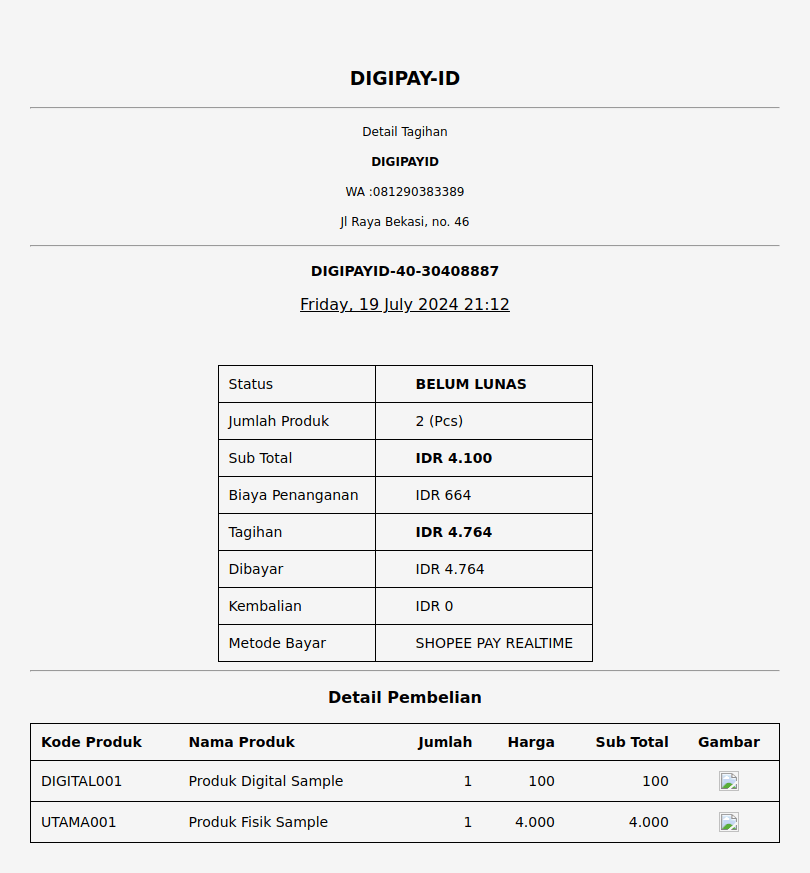 DIGIPAY-ID
Detail Tagihan
DIGIPAYID
WA :081290383389
Jl Raya Bekasi, no. 46
DIGIPAYID-40-30408887
Friday, 19 July 2024 21:12
Status BELUM LUNAS
Jumlah Produk 2 (Pcs)
Sub Total IDR 4.100
Biaya Penanganan IDR 664
Tagihan IDR 4.764
Dibayar IDR 4.764
Kembalian IDR 0
Metode Bayar SHOPEE PAY REALTIME
Detail Pembelian
Kode Produk Nama Produk Jumlah Harga Sub Total Gambar
DIGITAL001 Produk Digital Sample 1 100 100
UTAMA001 Produk Fisik Sample 1 4.000 4.000